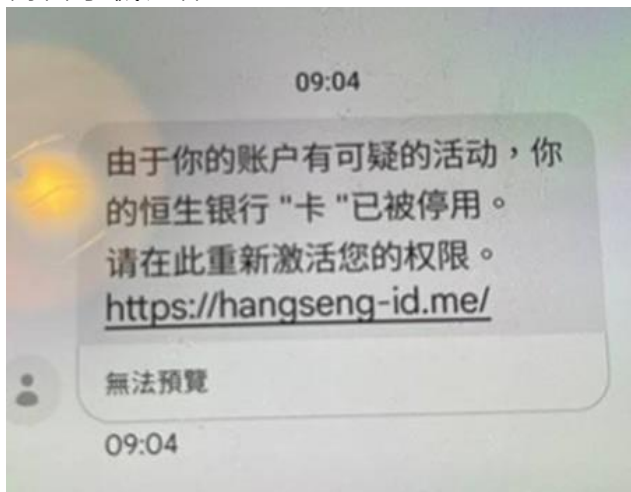 09:04
由于你的账户有可疑的活动，你
的恒生银行 "卡 "已被停用。
请在此重新激活您的权限。
https://hangseng-id.me/
無法預覽
09:04